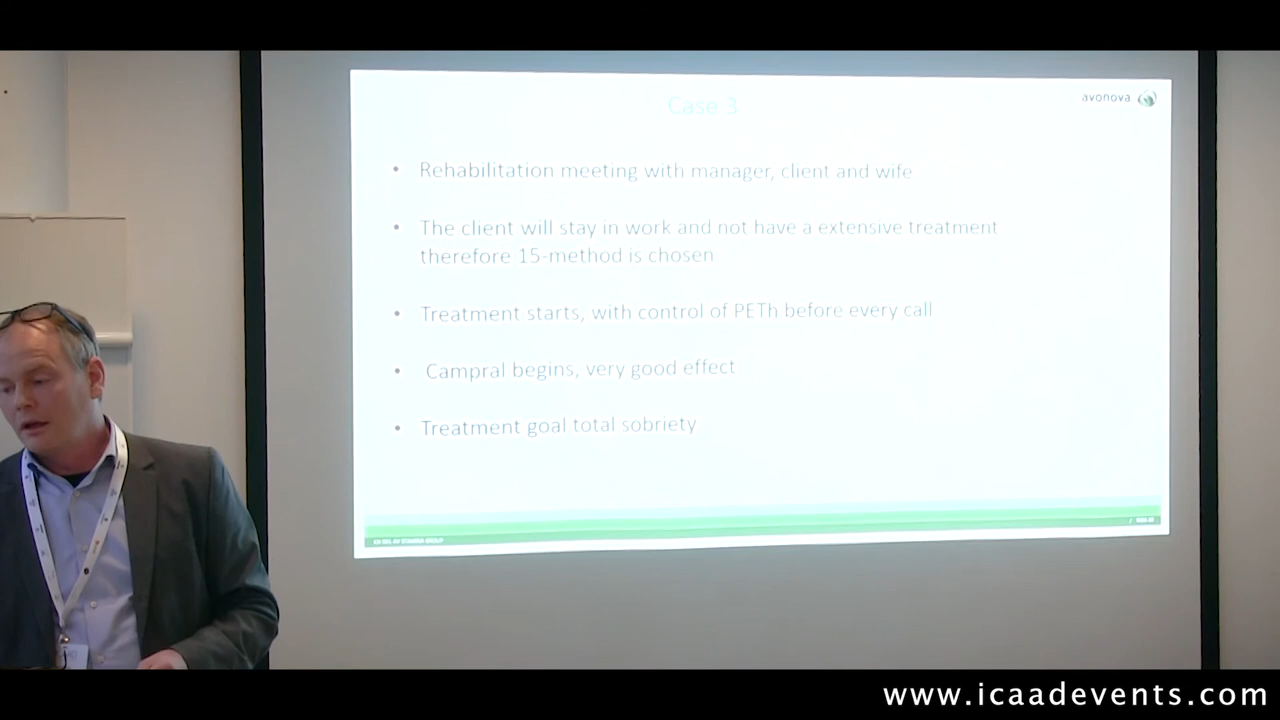 Case 3
avonova
• Rehabilitation meeting with manager, client and wife
• The client will stay in work and not have a extensive treatment
therefore 15-method is chosen
• Treatment starts, with control of PETh before every call
• Campral begins, very good effect
• Treatment goal total sobriety
www.icaadevents.com